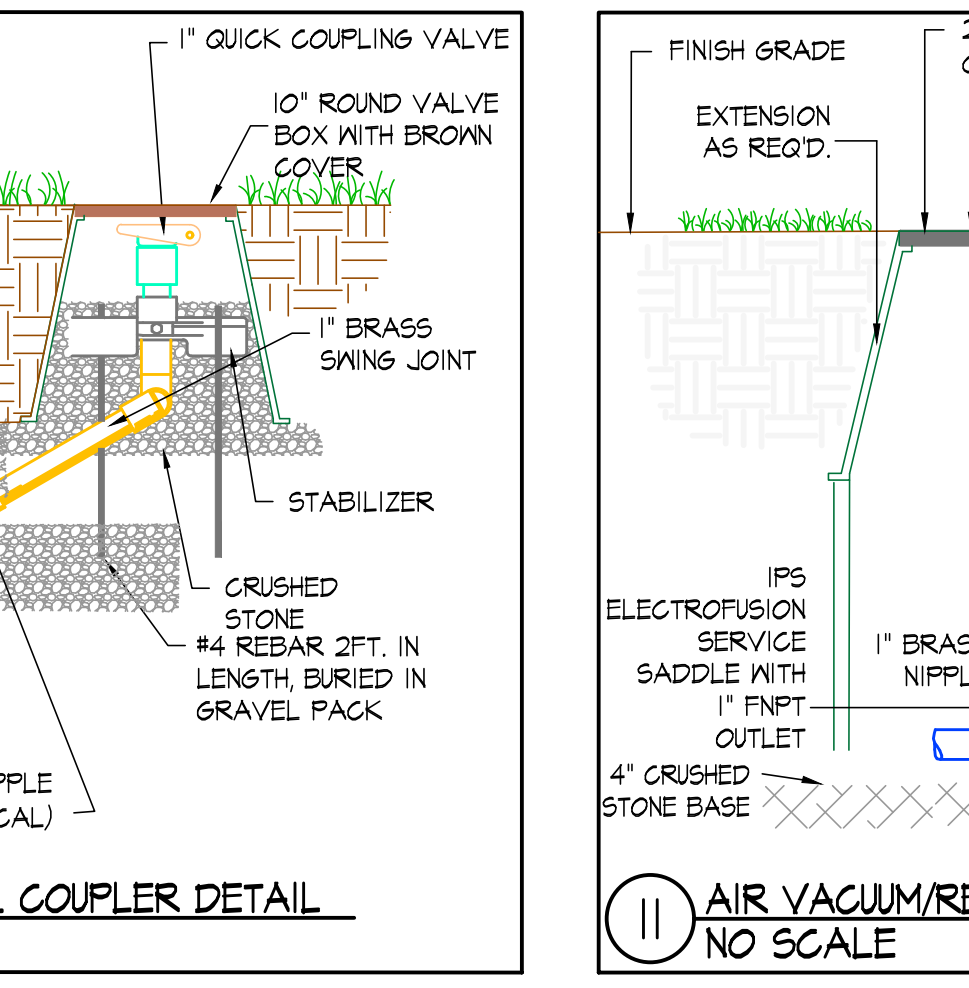 1" QUICK COUPLING VALVE
10" ROUND VALVE
BOX WITH BROWN
COVER
1" BRASS
SWING JOINT
STABILIZER
CRUSHED
STONE
#4 REBAR 2FT. IN
LENGTH, BURIED IN
GRAVEL PACK
PPLE
CAL)
COUPLER DETAIL
FINISH GRADE
EXTENSION
AS REQ'D.
IPS
ELECTROFUSION
SERVICE
SADDLE WITH
1" FNPT
OUTLET
1" BRAS
NIPPL
4" CRUSHED
STONE BASE
11
AIR VACUUM/RE
NO SCALE